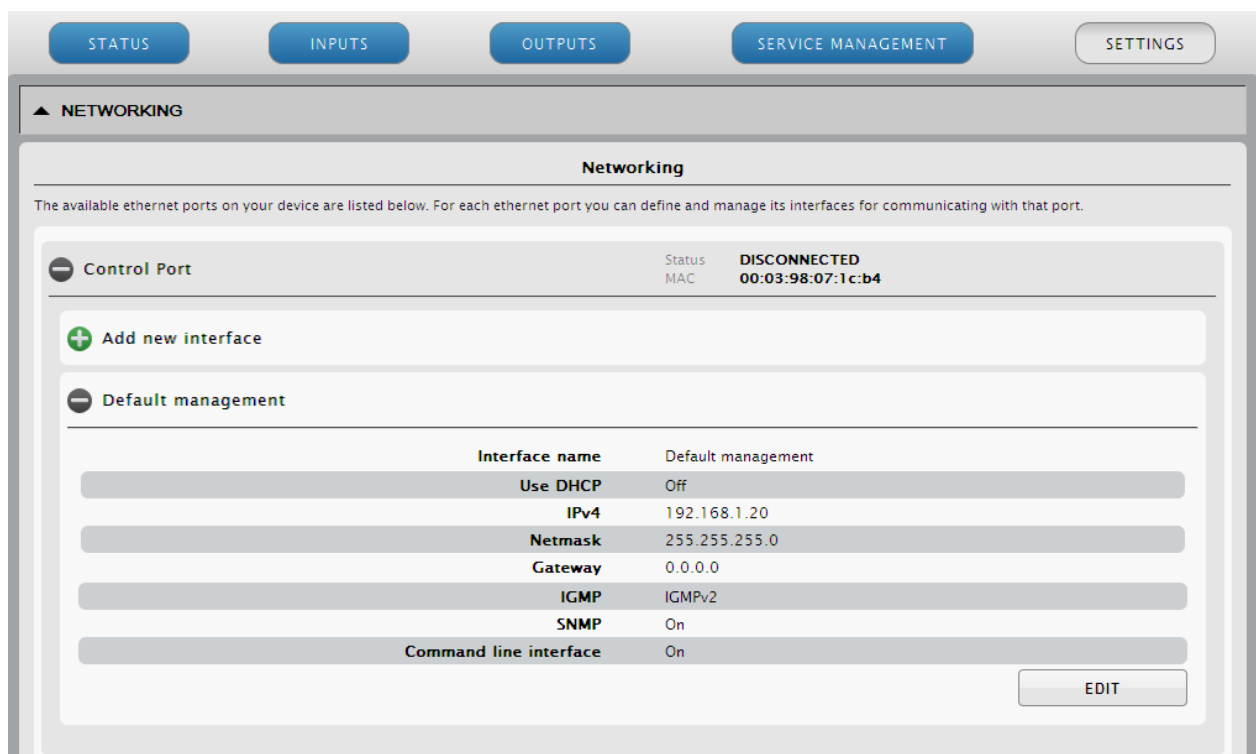 STATUS INPUTS OUTPUTS SERVICE MANAGEMENT SETTINGS
NETWORKING
Networking
The available ethernet ports on your device are listed below. For each ethernet port you can define and manage its interfaces for communicating with that port.
Control Port Status DISCONNECTED
MAC 00:03:98:07:1c:b4
Add new interface
Default management
Interface name Default management
Use DHCP Off
IPv4 192.168.1.20
Netmask 255.255.255.0
Gateway 0.0.0.0
IGMP IGMPv2
SNMP On
Command line interface On
EDIT